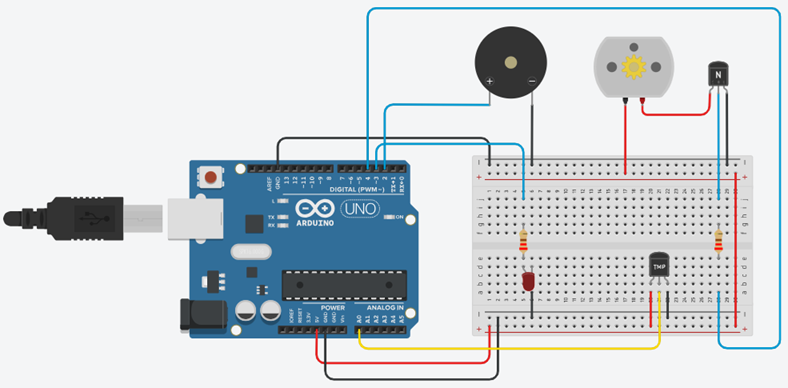 N
AREF
GND
13
12
~11
~10
~9
8
7
~6
~5
4
~3
2
TX→1
RX←0
DIGITAL (PWM ~)
L
TX
RX
ARDUINO
UNO
ON
TMP
POWER
ANALOG IN
IOREF
RESET
3.3V
5V
GND
GND
Vin
A0
A1
A2
A3
A4
A5
j
i
h
g
f
e
d
c
b
a